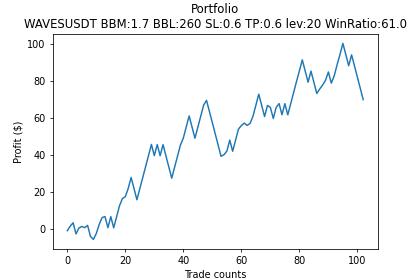 Portfolio
WAVESUSDT BBM:1.7 BBL:260 SL:0.6 TP:0.6 lev:20 WinRatio:61.0
100
80
60
40
20
0
Profit ($)
0 20 40 60 80 100
Trade counts